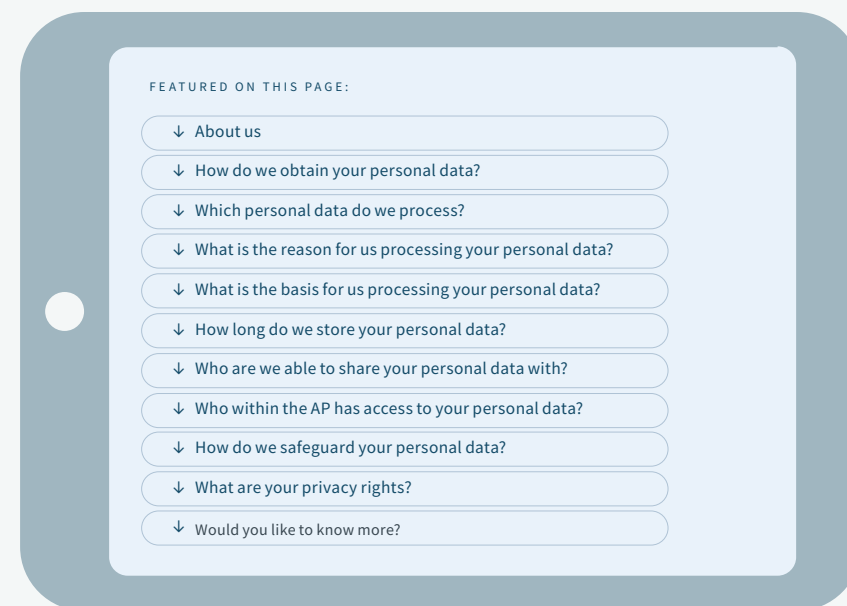 FEATURED ON THIS PAGE:
↓ About us
↓ How do we obtain your personal data?
↓ Which personal data do we process?
↓ What is the reason for us processing your personal data?
↓ What is the basis for us processing your personal data?
↓ How long do we store your personal data?
↓ Who are we able to share your personal data with?
↓ Who within the AP has access to your personal data?
↓ How do we safeguard your personal data?
↓ What are your privacy rights?
↓ Would you like to know more?